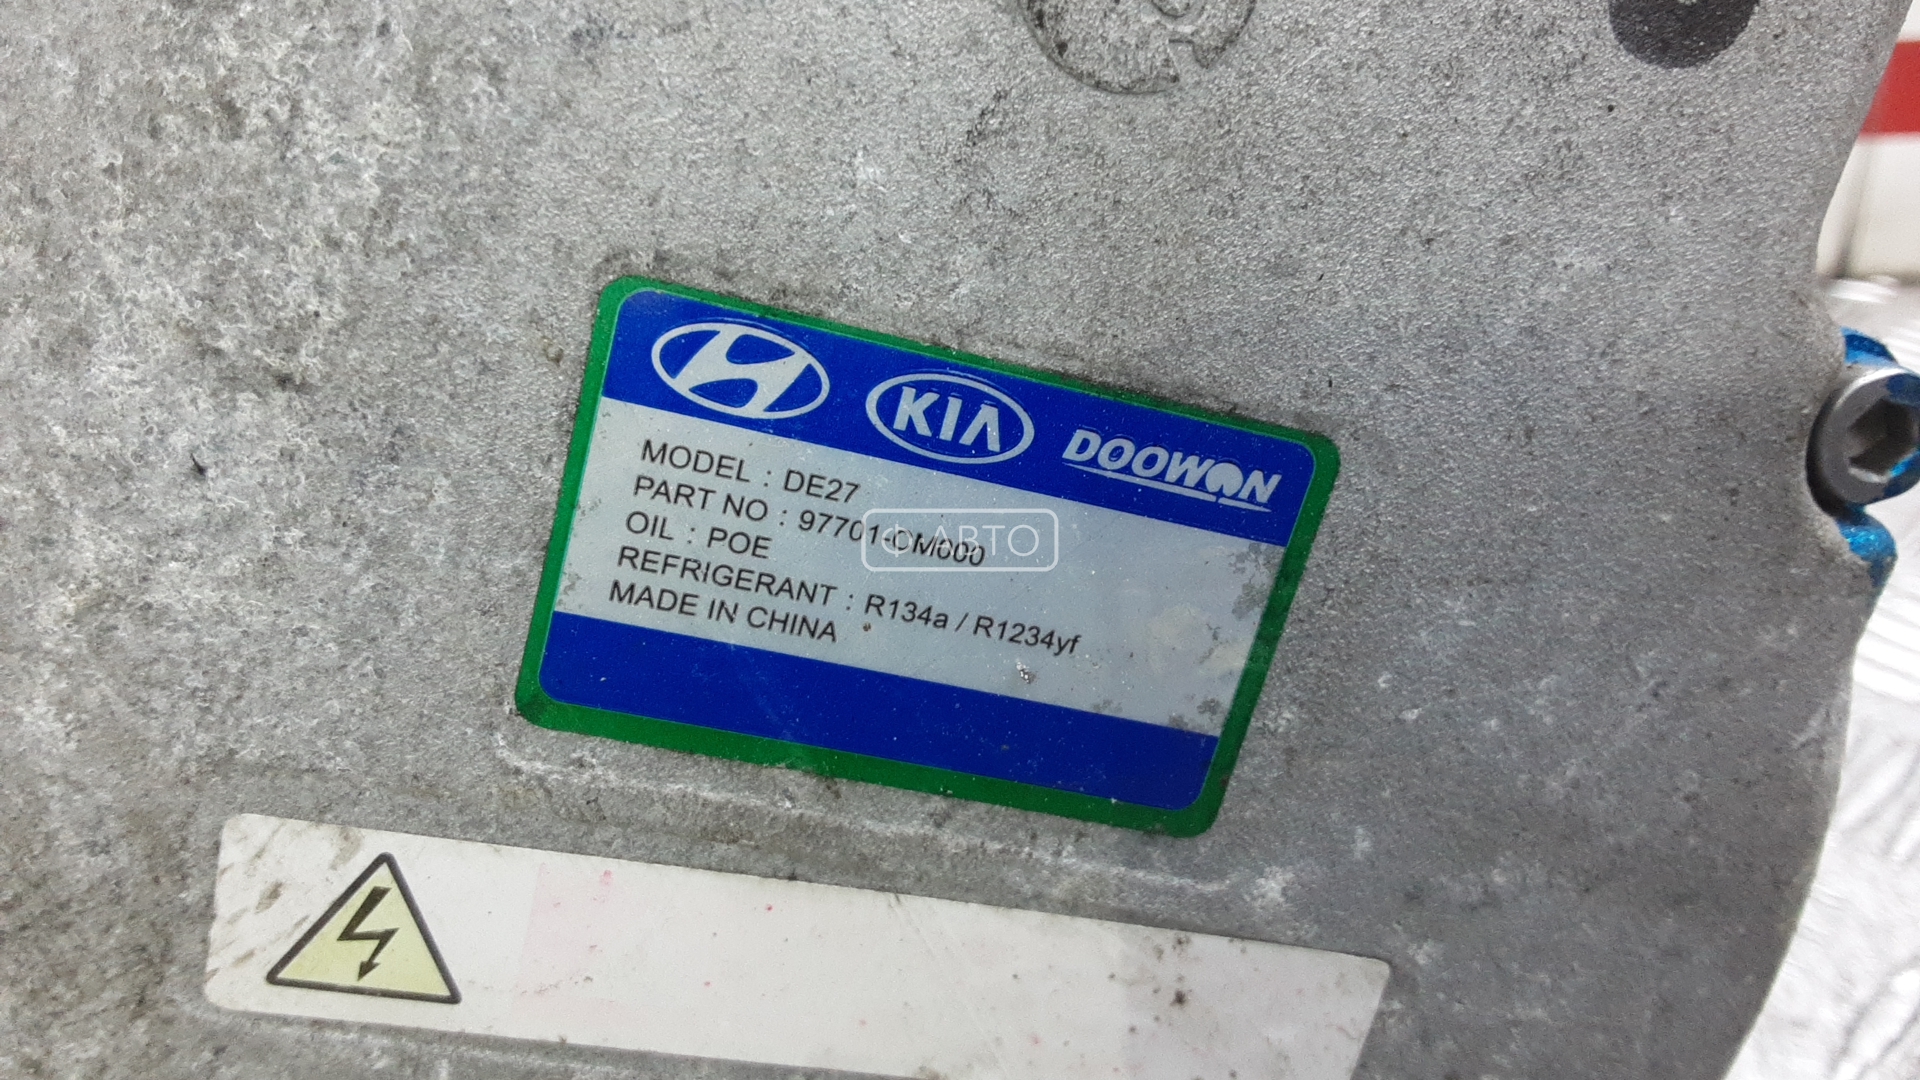 KIA
DOOWON
MODEL : DE27
PART NO : 97701-CM000
OIL : POE
REFRIGERANT : R134a / R1234yf
MADE IN CHINA
Ф АВТО